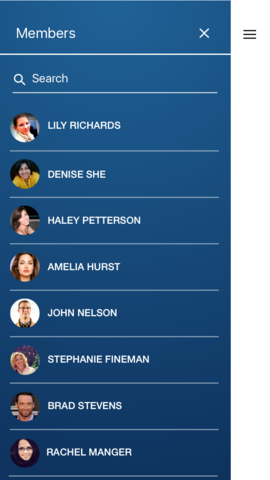 Members
Search
LILY RICHARDS
DENISE SHE
HALEY PETTERSON
AMELIA HURST
JOHN NELSON
STEPHANIE FINEMAN
BRAD STEVENS
RACHEL MANGER